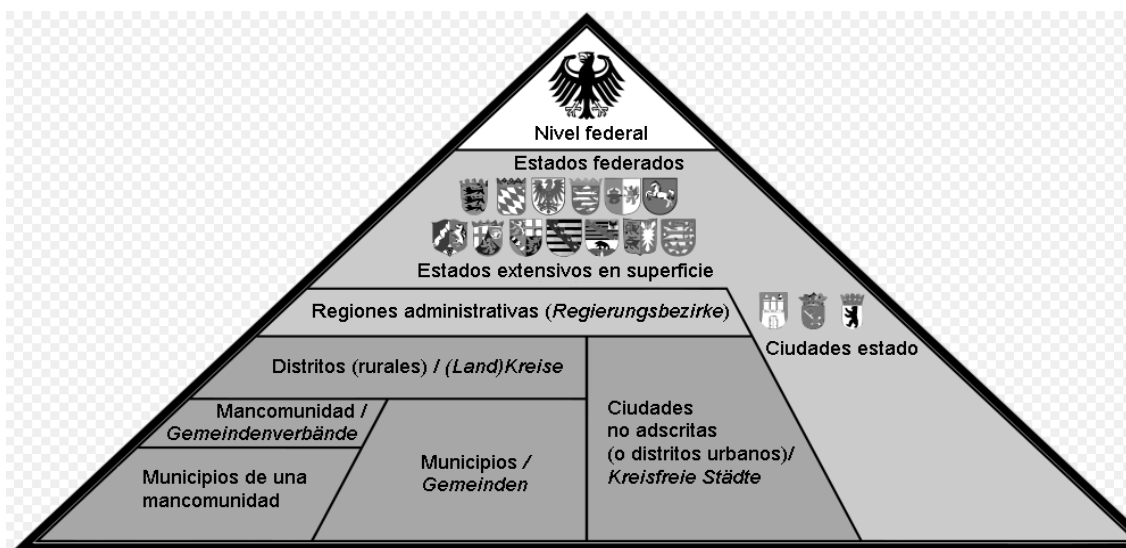 Nivel federal
Estados federados
Estados extensivos en superficie
Regiones administrativas (Regierungsbezirke)
Ciudades estado
Distritos (rurales) / (Land)Kreise
Mancomunidad /
Gemeindenverbände
Municipios de una
mancomunidad
Municipios /
Gemeinden
Ciudades
no adscritas
(o distritos urbanos)/
Kreisfreie Städte